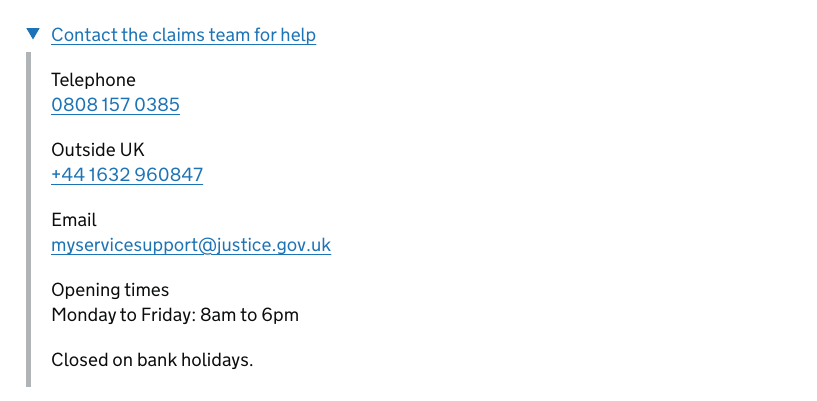 Contact the claims team for help
Telephone
0808 157 0385
Outside UK
+44 1632 960847
Email
myservicesupport@justice.gov.uk
Opening times
Monday to Friday: 8am to 6pm
Closed on bank holidays.